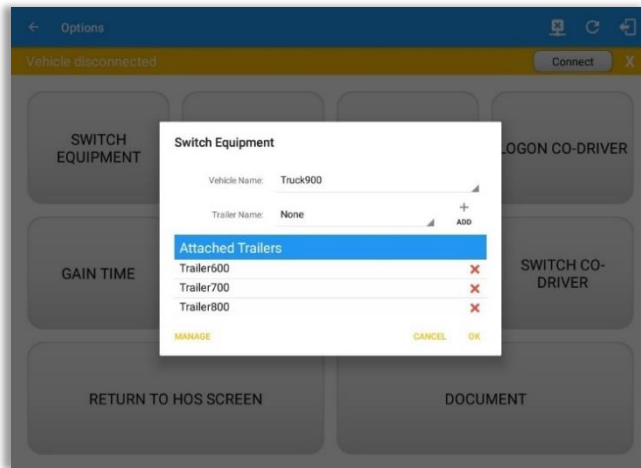 Options
Vehicle disconnected
Connect
X
SWITCH
EQUIPMENT
LOGON CO-DRIVER
Switch Equipment
Vehicle Name: Truck900
Trailer Name: None
+
ADD
Attached Trailers
Trailer600
Trailer700
Trailer800
MANAGE
CANCEL
OK
GAIN TIME
SWITCH CO-
DRIVER
RETURN TO HOS SCREEN
DOCUMENT